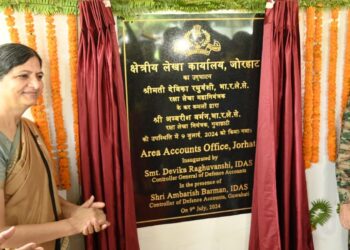 क्षेत्रीय लेखा कार्यालय, जोरहाट
का उद्घाटन
श्रीमती देविका रघुवंशी, भा.र.ले.से.
रक्षा लेखा महानियंत्रक
के कर कमलों द्वारा
श्री अम्बरीश बर्मन, भा.र.ले.से.
रक्षा लेखा नियंत्रक, गुवाहाटी
की उपस्थिति में 9 जुलाई, 2024 को किया गया।
Area Accounts Office, Jorhat
Inaugurated by
Smt. Devika Raghuvanshi, IDAS
Controller General of Defence Accounts
In the presence of
Shri Ambarish Barman, IDAS
Controller of Defence Accounts, Guwahati
On 9th July, 2024